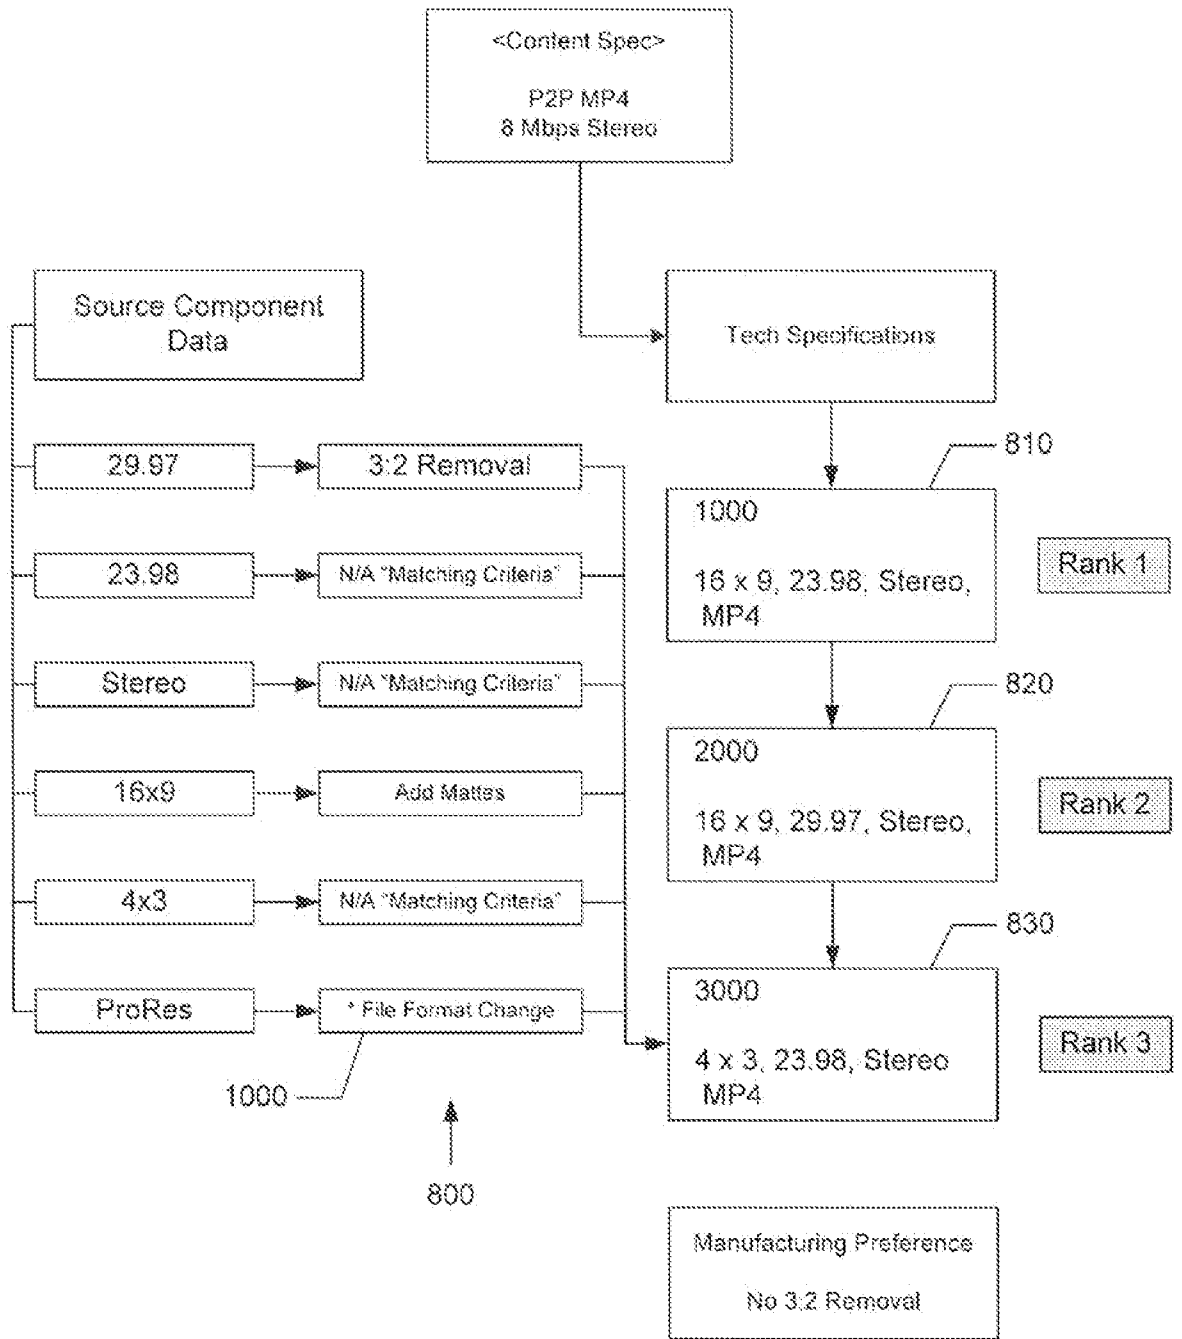 <Content Spec>
P2P MP4
8 Mbps Stereo
Source Component
Data
Tech Specifications
29.97
3:2 Removal
810
1000
16 x 9, 23.98, Stereo,
MP4
Rank 1
23.98
N/A "Matching Criteria"
Stereo
N/A "Matching Criteria"
820
2000
16 x 9, 29.97, Stereo,
MP4
Rank 2
16x9
Add Mattes
4x3
N/A "Matching Criteria"
830
3000
4 x 3, 23.98, Stereo
MP4
Rank 3
ProRes
* File Format Change
1000
800
Manufacturing Preference
No 3:2 Removal